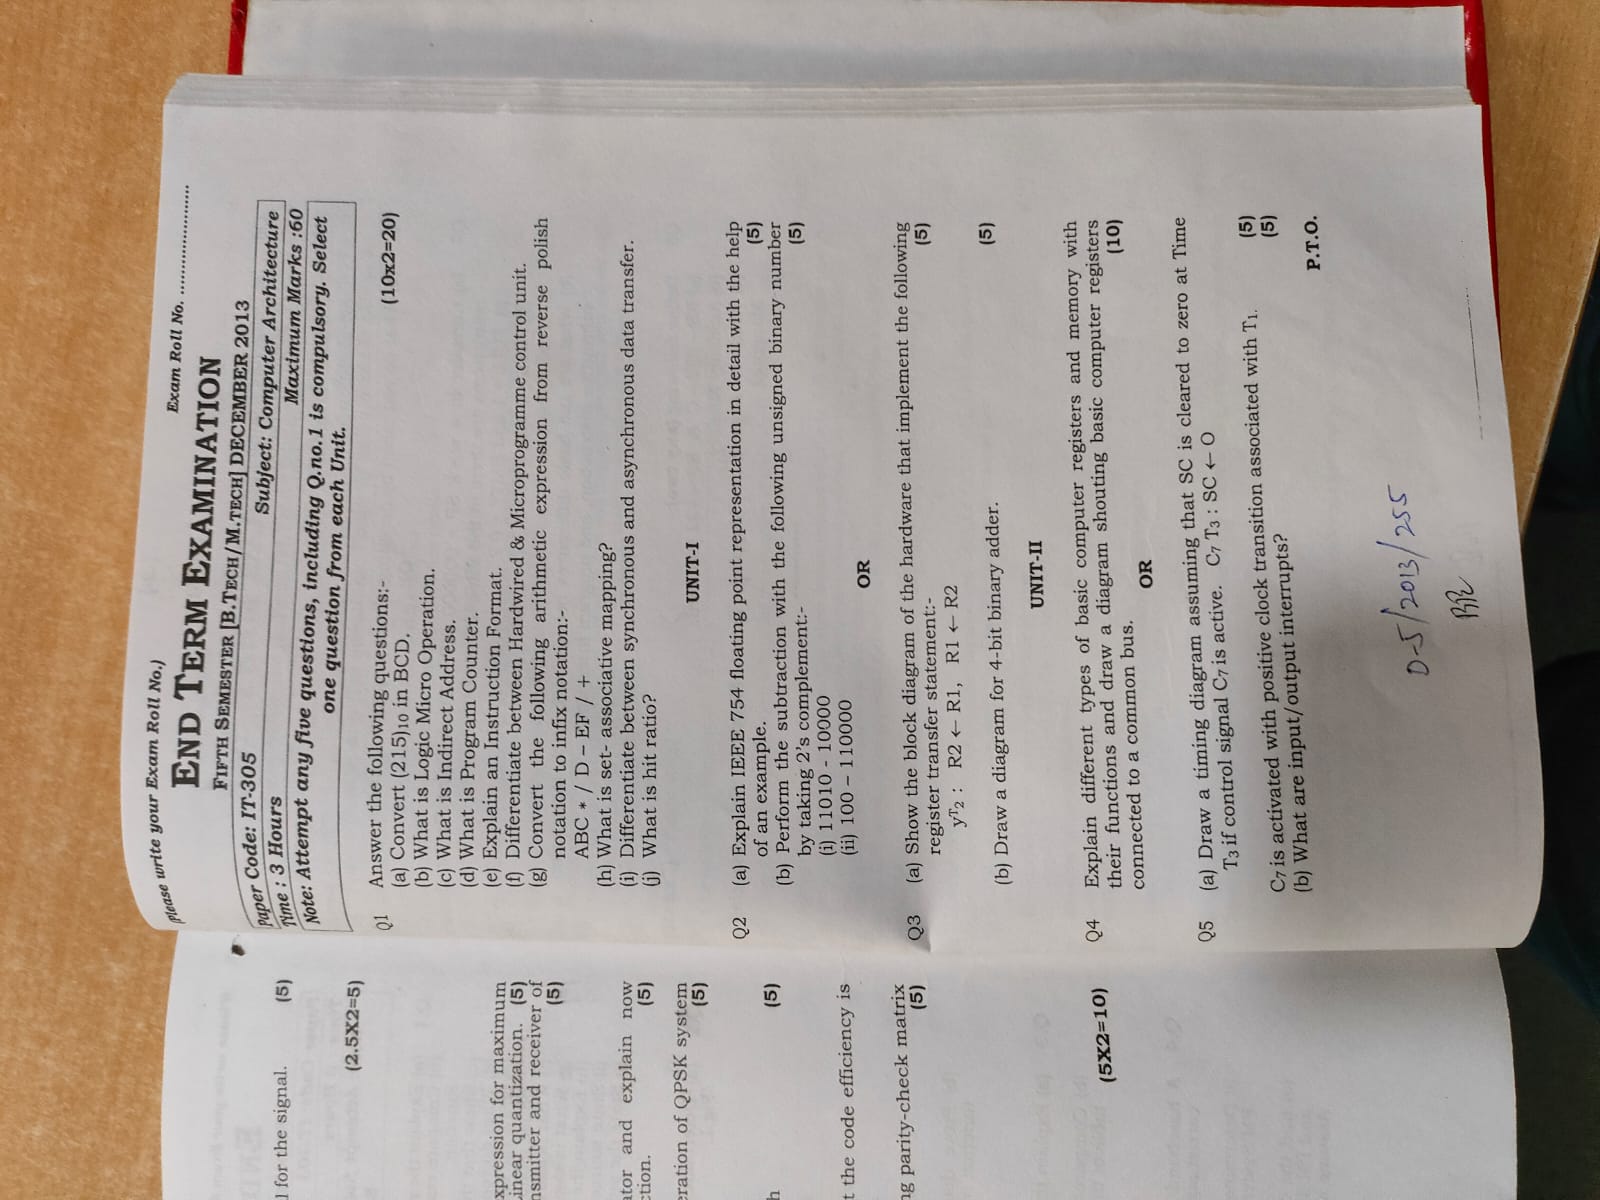 (Please write your Exam Roll No.) Exam Roll No. ........................
END TERM EXAMINATION
FIFTH SEMESTER [B.TECH/M.TECH] DECEMBER 2013
Paper Code: IT-305 Subject: Computer Architecture
Time : 3 Hours Maximum Marks :60
Note: Attempt any five questions, including Q.no.1 is compulsory. Select
one question from each Unit.
Q1 Answer the following questions:- (10x2=20)
(a) Convert (215)₁₀ in BCD.
(b) What is Logic Micro Operation.
(c) What is Indirect Address.
(d) What is Program Counter.
(e) Explain an Instruction Format.
(f) Differentiate between Hardwired & Microprogramme control unit.
(g) Convert the following arithmetic expression from reverse polish
notation to infix notation:-
ABC * / D – EF / +
(h) What is set- associative mapping?
(i) Differentiate between synchronous and asynchronous data transfer.
(j) What is hit ratio?
UNIT-I
Q2 (a) Explain IEEE 754 floating point representation in detail with the help
of an example. (5)
(b) Perform the subtraction with the following unsigned binary number
by taking 2's complement:- (5)
(i) 11010 - 10000
(ii) 100 – 110000
OR
Q3 (a) Show the block diagram of the hardware that implement the following
register transfer statement:- (5)
yT₂ : R2 ← R1, R1 ← R2
(b) Draw a diagram for 4-bit binary adder. (5)
UNIT-II
Q4 Explain different types of basic computer registers and memory with
their functions and draw a diagram shouting basic computer registers
connected to a common bus. (10)
OR
Q5 (a) Draw a timing diagram assuming that SC is cleared to zero at Time
T₃ if control signal C₇ is active. C₇ T₃ : SC ← O
C₇ is activated with positive clock transition associated with T₁. (5)
(b) What are input/output interrupts? (5)
P.T.O.
D-5/2013/255
l for the signal. (5)
(2.5X2=5)
xpression for maximum
inear quantization. (5)
nsmitter and receiver of
(5)
ator and explain now
ction. (5)
eration of QPSK system
(5)
h (5)
t the code efficiency is
ng parity-check matrix
(5)
(5X2=10)